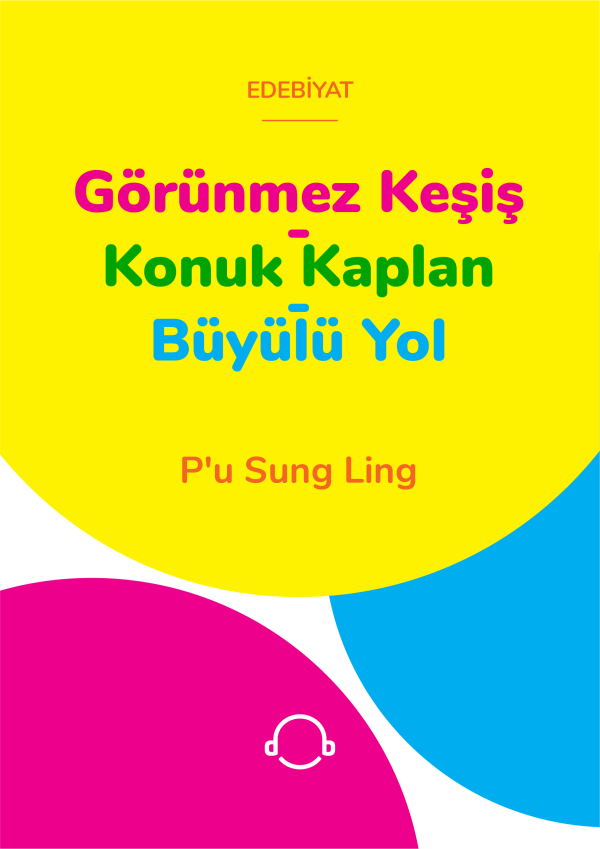 EDEBİYAT
Görünmez Keşiş
-
Konuk Kaplan
-
Büyülü Yol
P'u Sung Ling